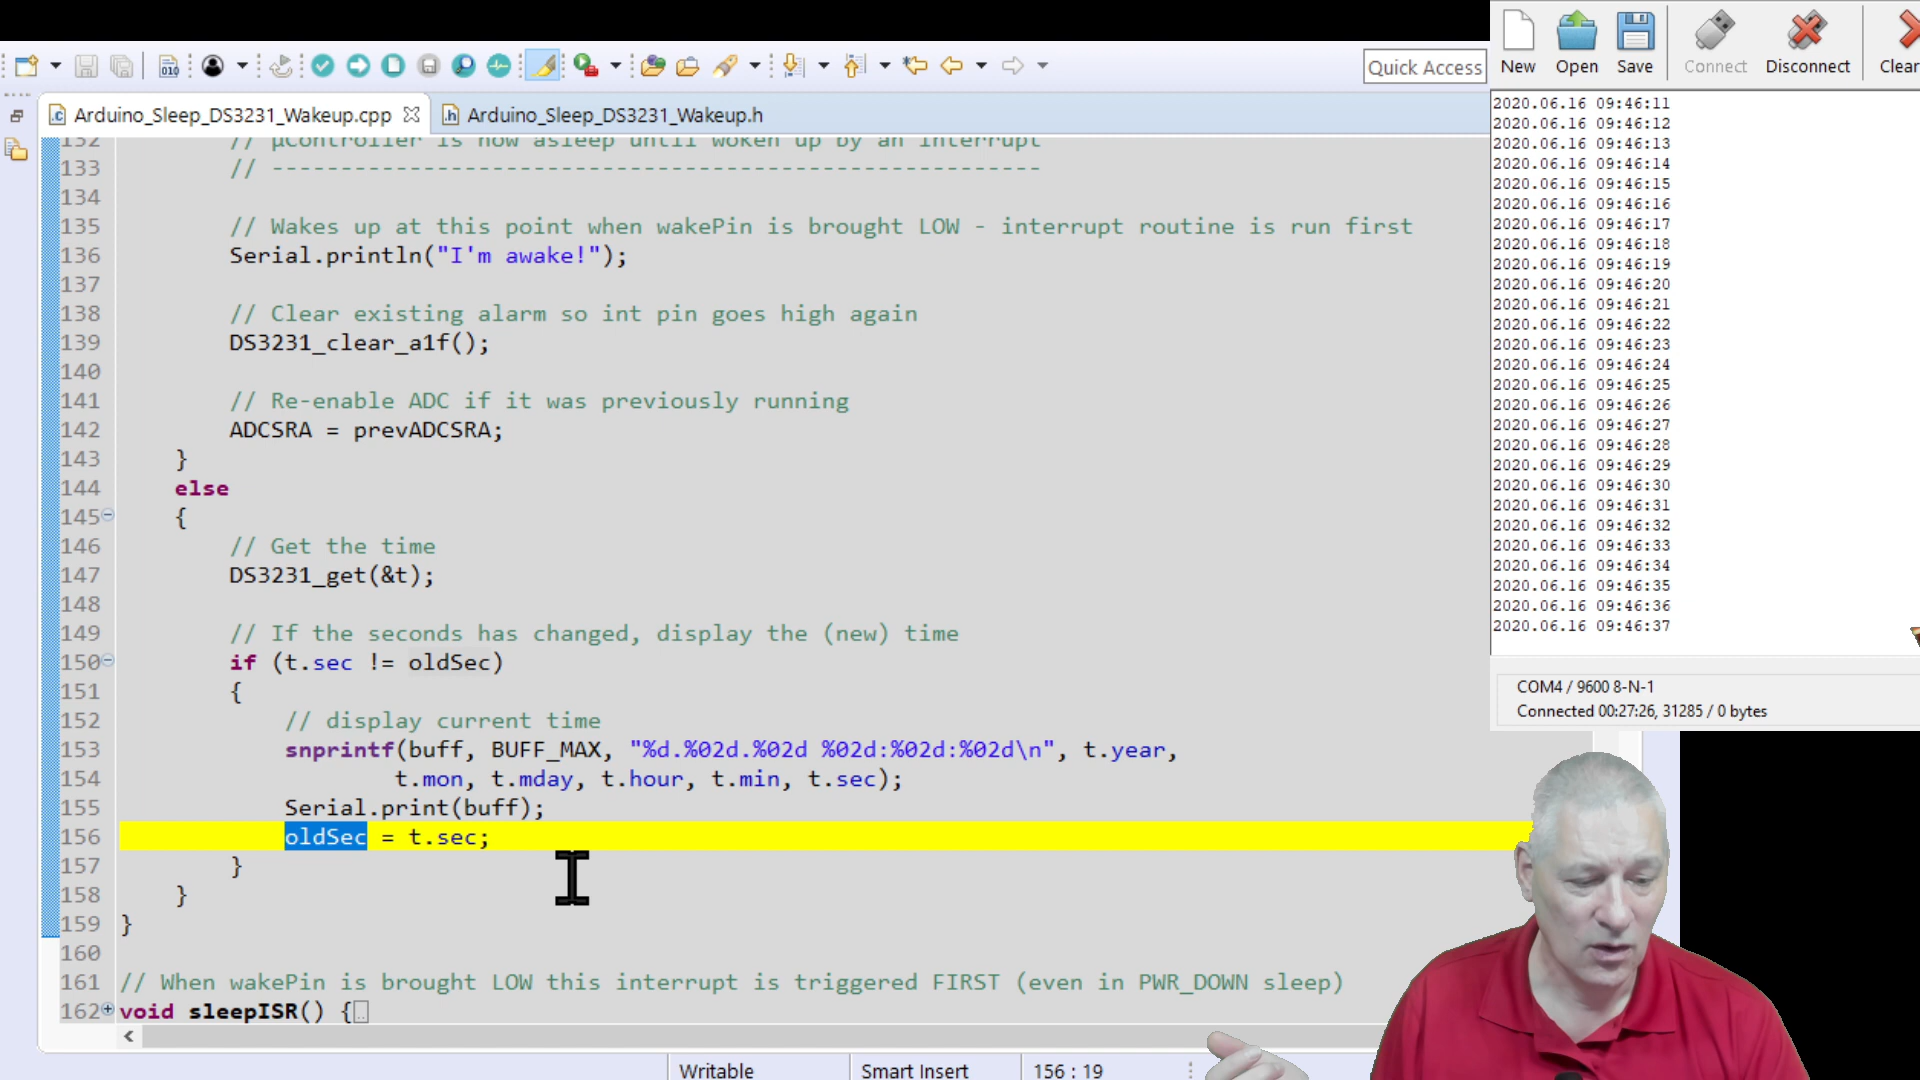 Quick Access
New Open Save Connect Disconnect Clear
Arduino_Sleep_DS3231_Wakeup.cpp
Arduino_Sleep_DS3231_Wakeup.h
132 // µController is now asleep until woken up by an interrupt
133 // --------------------------------------------------------
134
135 // Wakes up at this point when wakePin is brought LOW - interrupt routine is run first
136 Serial.println("I'm awake!");
137
138 // Clear existing alarm so int pin goes high again
139 DS3231_clear_a1f();
140
141 // Re-enable ADC if it was previously running
142 ADCSRA = prevADCSRA;
143 }
144 else
145 {
146 // Get the time
147 DS3231_get(&t);
148
149 // If the seconds has changed, display the (new) time
150 if (t.sec != oldSec)
151 {
152 // display current time
153 snprintf(buff, BUFF_MAX, "%d.%02d.%02d %02d:%02d:%02d\n", t.year,
154 t.mon, t.mday, t.hour, t.min, t.sec);
155 Serial.print(buff);
156 oldSec = t.sec;
157 }
158 }
159 }
160
161 // When wakePin is brought LOW this interrupt is triggered FIRST (even in PWR_DOWN sleep)
162 void sleepISR() {
Writable Smart Insert 156 : 19
2020.06.16 09:46:11
2020.06.16 09:46:12
2020.06.16 09:46:13
2020.06.16 09:46:14
2020.06.16 09:46:15
2020.06.16 09:46:16
2020.06.16 09:46:17
2020.06.16 09:46:18
2020.06.16 09:46:19
2020.06.16 09:46:20
2020.06.16 09:46:21
2020.06.16 09:46:22
2020.06.16 09:46:23
2020.06.16 09:46:24
2020.06.16 09:46:25
2020.06.16 09:46:26
2020.06.16 09:46:27
2020.06.16 09:46:28
2020.06.16 09:46:29
2020.06.16 09:46:30
2020.06.16 09:46:31
2020.06.16 09:46:32
2020.06.16 09:46:33
2020.06.16 09:46:34
2020.06.16 09:46:35
2020.06.16 09:46:36
2020.06.16 09:46:37
COM4 / 9600 8-N-1
Connected 00:27:26, 31285 / 0 bytes